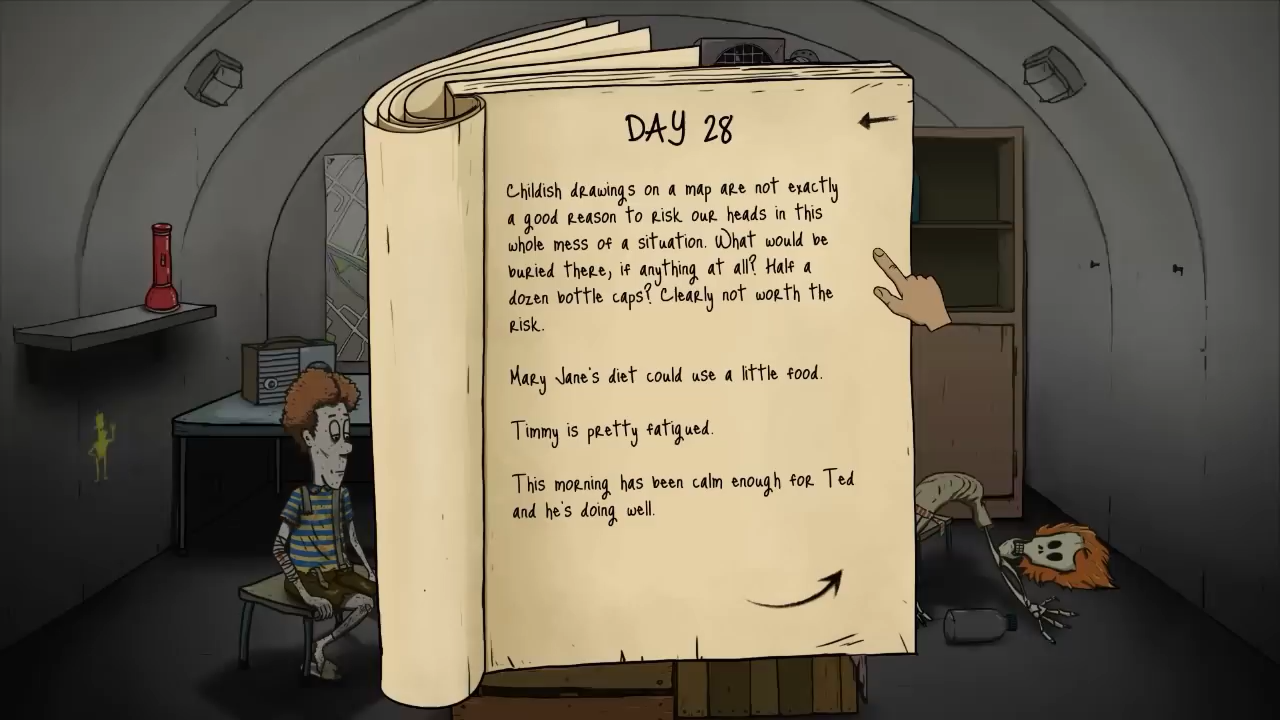 DAY 28
Childish drawings on a map are not exactly
a good reason to risk our heads in this
whole mess of a situation. What would be
buried there, if anything at all? Half a
dozen bottle caps? Clearly not worth the
risk.
Mary Jane's diet could use a little food.
Timmy is pretty fatigued.
This morning has been calm enough for Ted
and he's doing well.